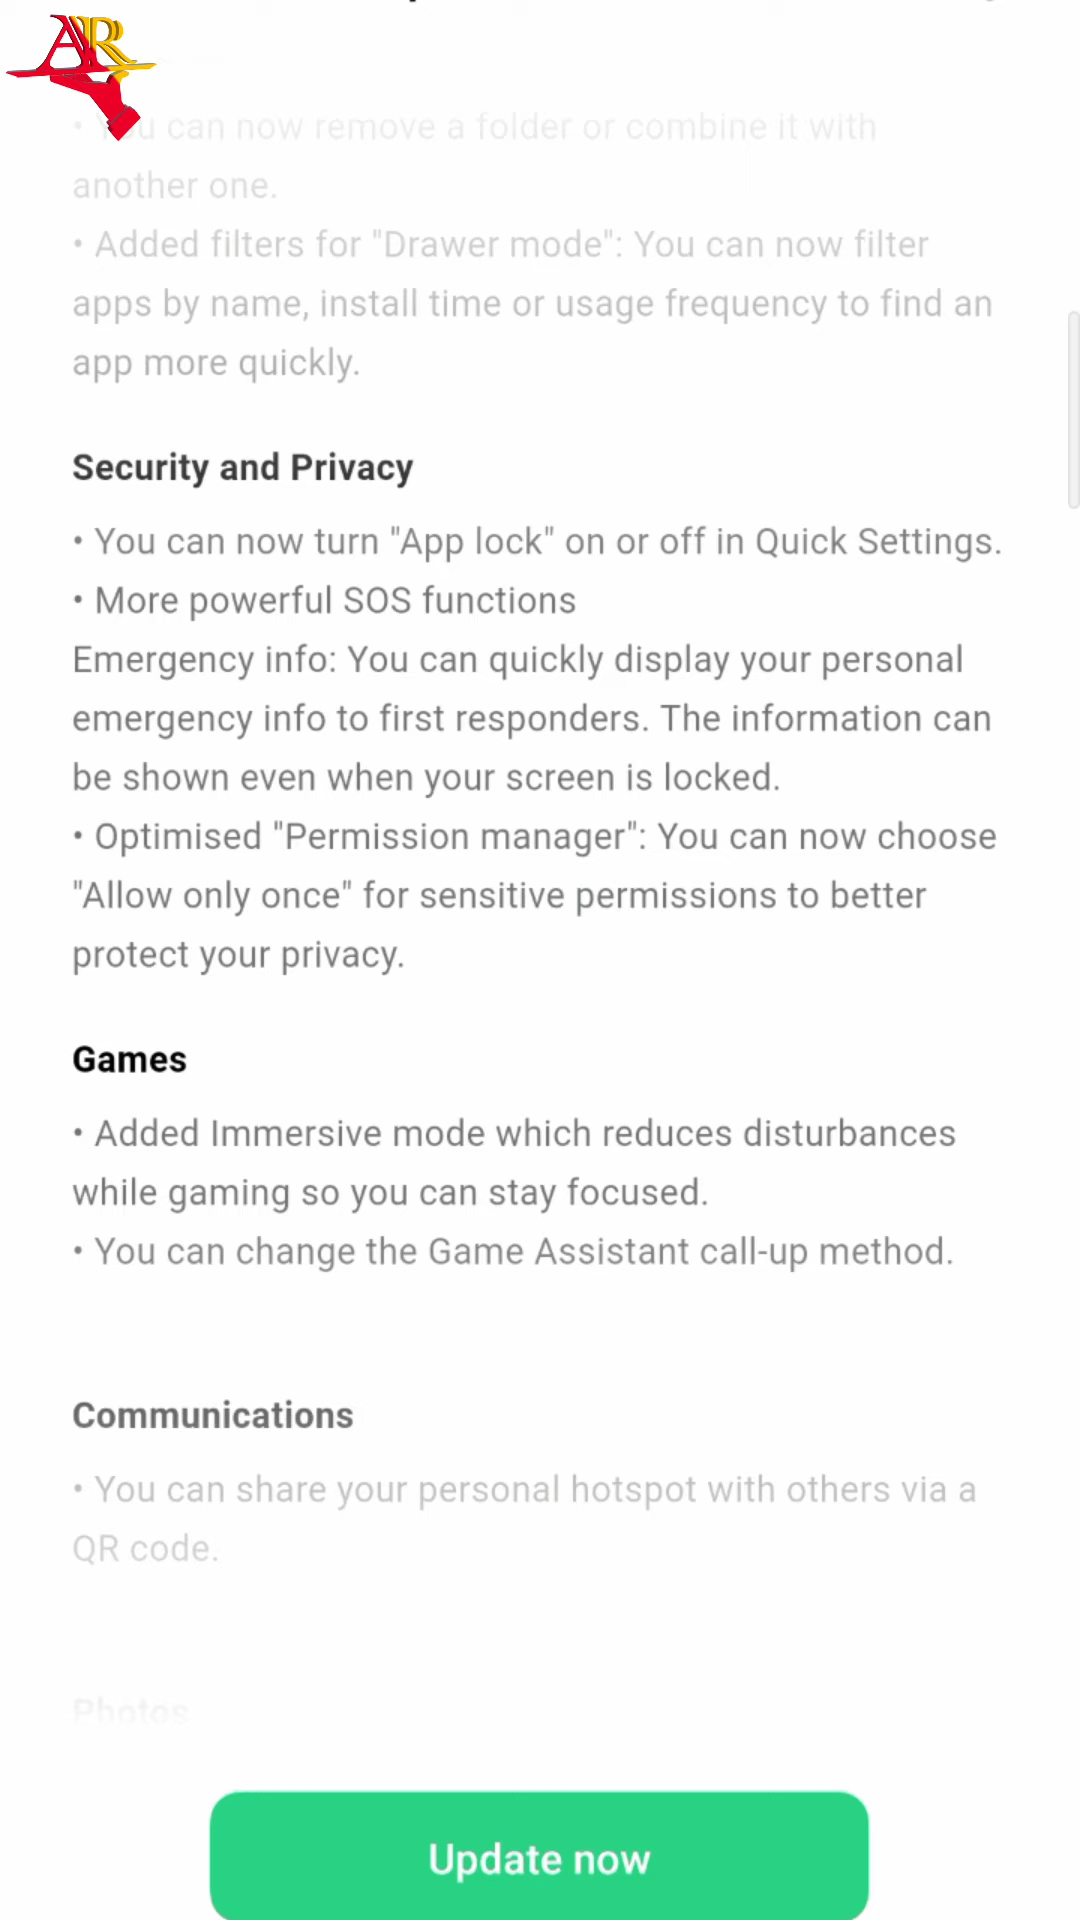 AR
• You can now remove a folder or combine it with
another one.
• Added filters for "Drawer mode": You can now filter
apps by name, install time or usage frequency to find an
app more quickly.
Security and Privacy
• You can now turn "App lock" on or off in Quick Settings.
• More powerful SOS functions
Emergency info: You can quickly display your personal
emergency info to first responders. The information can
be shown even when your screen is locked.
• Optimised "Permission manager": You can now choose
"Allow only once" for sensitive permissions to better
protect your privacy.
Games
• Added Immersive mode which reduces disturbances
while gaming so you can stay focused.
• You can change the Game Assistant call-up method.
Communications
• You can share your personal hotspot with others via a
QR code.
Photos
Update now